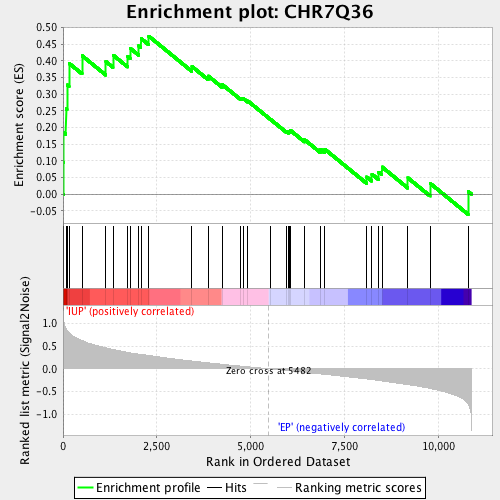 Enrichment plot: CHR7Q36
Enrichment score (ES)
0.50
0.45
0.40
0.35
0.30
0.25
0.20
0.15
0.10
0.05
0.00
-0.05
Ranked list metric (Signal2Noise)
'IUP' (positively correlated)
1.0
0.5
0.0
-0.5
-1.0
Zero cross at 5482
'EP' (negatively correlated)
0 2,500 5,000 7,500 10,000
Rank in Ordered Dataset
Enrichment profile Hits Ranking metric scores